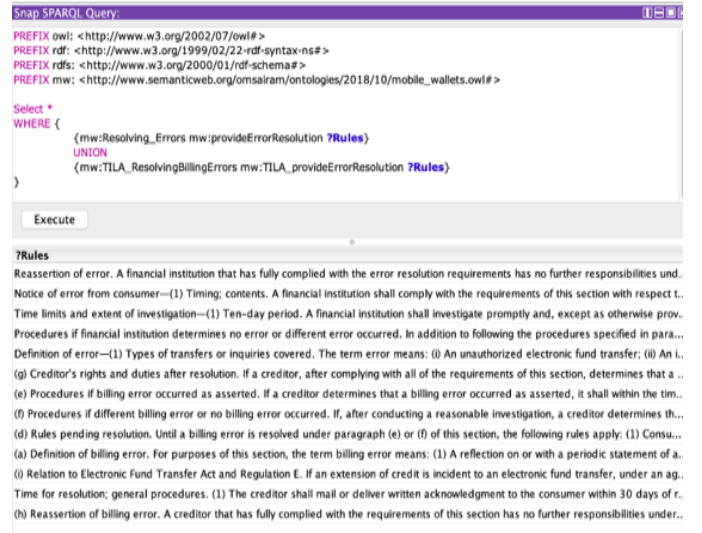 Snap SPARQL Query:
PREFIX owl: <http://www.w3.org/2002/07/owl#>
PREFIX rdf: <http://www.w3.org/1999/02/22-rdf-syntax-ns#>
PREFIX rdfs: <http://www.w3.org/2000/01/rdf-schema#>
PREFIX mw: <http://www.semanticweb.org/omsairam/ontologies/2018/10/mobile_wallets.owl#>
Select *
WHERE {
{mw:Resolving_Errors mw:provideErrorResolution ?Rules}
UNION
{mw:TILA_ResolvingBillingErrors mw:TILA_provideErrorResolution ?Rules}
}
Execute
?Rules
Reassertion of error. A financial institution that has fully complied with the error resolution requirements has no further responsibilities und..
Notice of error from consumer—(1) Timing; contents. A financial institution shall comply with the requirements of this section with respect t..
Time limits and extent of investigation—(1) Ten-day period. A financial institution shall investigate promptly and, except as otherwise prov..
Procedures if financial institution determines no error or different error occurred. In addition to following the procedures specified in para...
Definition of error—(1) Types of transfers or inquiries covered. The term error means: (i) An unauthorized electronic fund transfer; (ii) An i..
(g) Creditor's rights and duties after resolution. If a creditor, after complying with all of the requirements of this section, determines that a ..
(e) Procedures if billing error occurred as asserted. If a creditor determines that a billing error occurred as asserted, it shall within the tim..
(f) Procedures if different billing error or no billing error occurred. If, after conducting a reasonable investigation, a creditor determines th...
(d) Rules pending resolution. Until a billing error is resolved under paragraph (e) or (f) of this section, the following rules apply: (1) Consu...
(a) Definition of billing error. For purposes of this section, the term billing error means: (1) A reflection on or with a periodic statement of a..
(i) Relation to Electronic Fund Transfer Act and Regulation E. If an extension of credit is incident to an electronic fund transfer, under an ag..
Time for resolution; general procedures. (1) The creditor shall mail or deliver written acknowledgment to the consumer within 30 days of r..
(h) Reassertion of billing error. A creditor that has fully complied with the requirements of this section has no further responsibilities under..